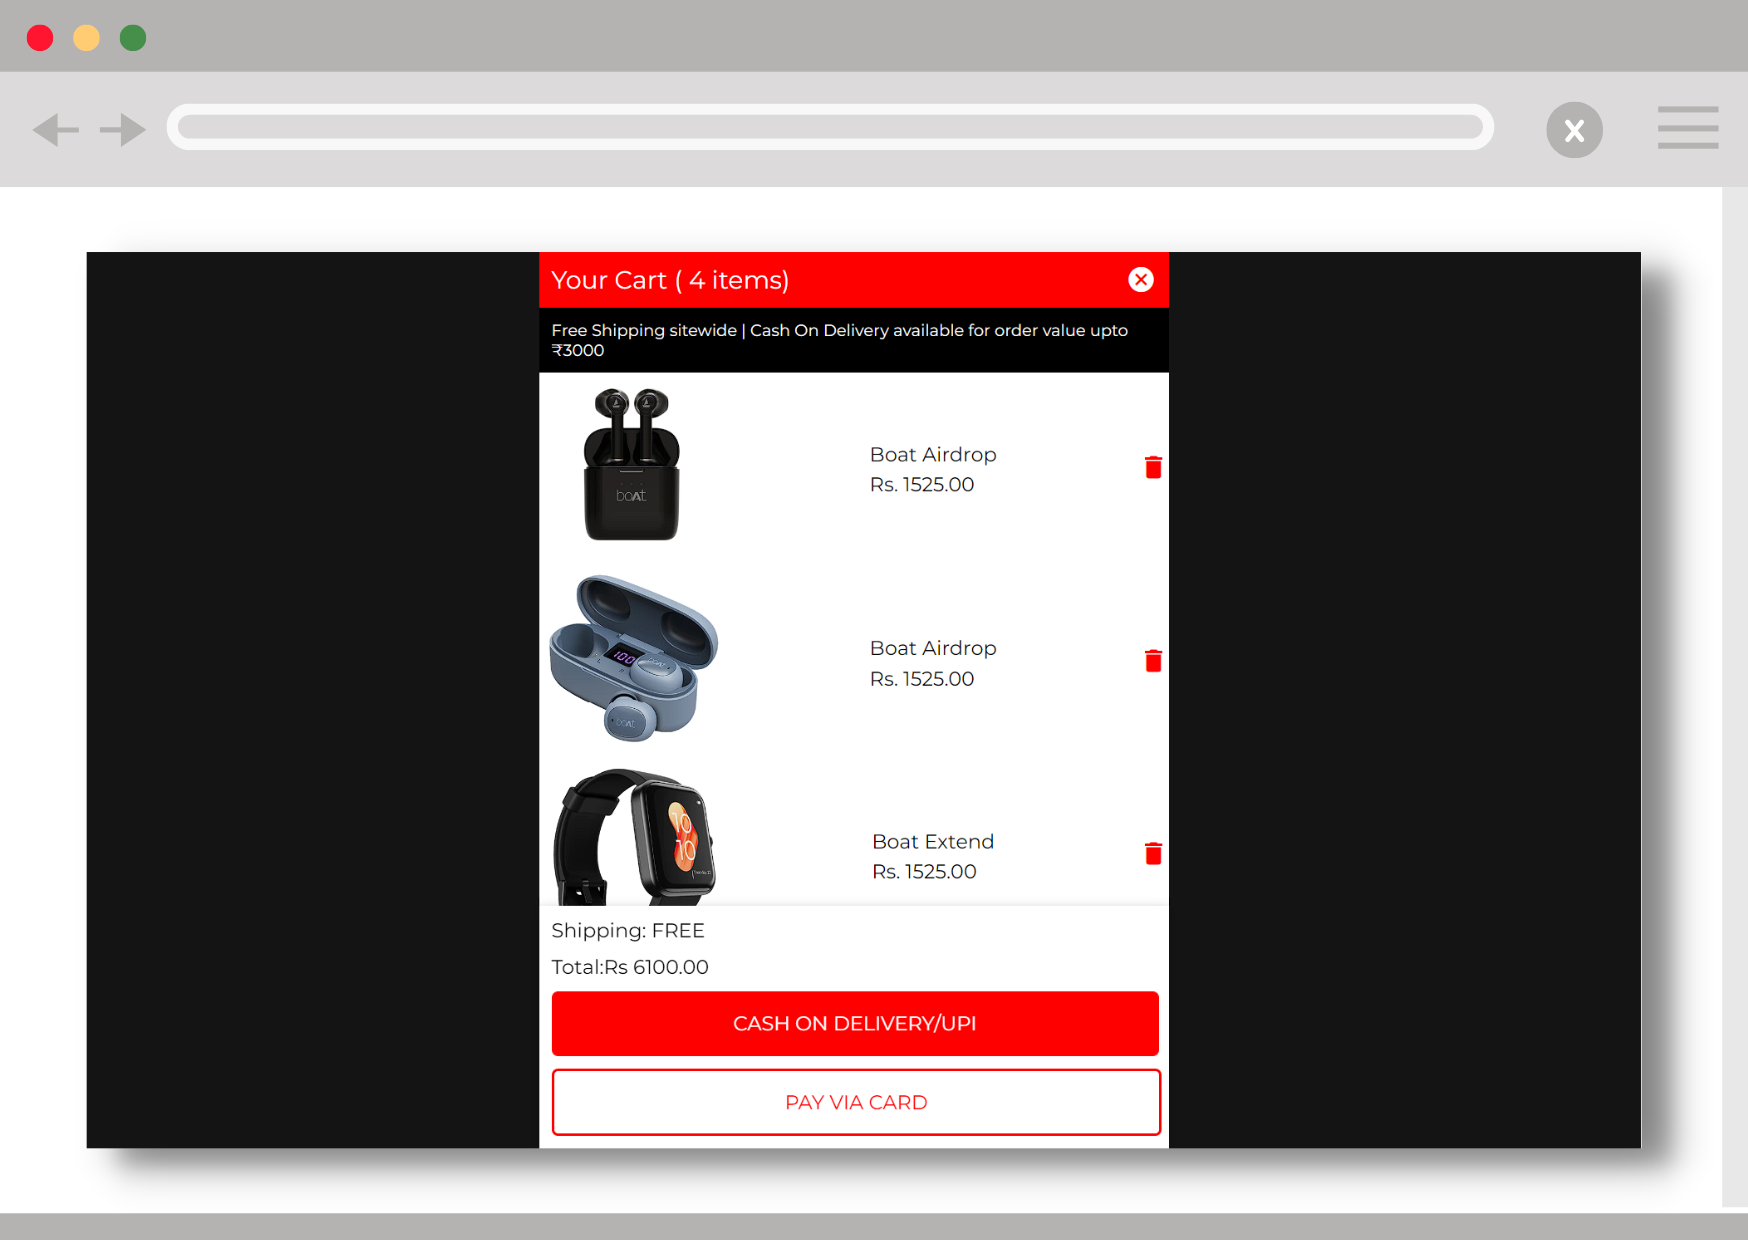 X
Your Cart ( 4 items)
Free Shipping sitewide | Cash On Delivery available for order value upto
₹3000
boAt
Boat Airdrop
Rs. 1525.00
100
boAt
boAt
Boat Airdrop
Rs. 1525.00
10
10
Boat Extend
Rs. 1525.00
Shipping: FREE
Total:Rs 6100.00
CASH ON DELIVERY/UPI
PAY VIA CARD